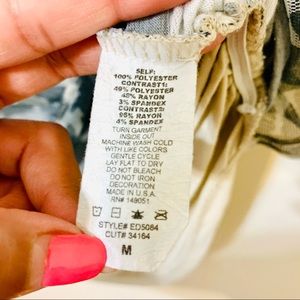 SELF:
100% POLYESTER
CONTRAST1:
49% POLYESTER
48% RAYON
3% SPANDEX
CONTRAST2:
96% RAYON
4% SPANDEX
TURN GARMENT
INSIDE OUT
MACHINE WASH COLD
WITH LIKE COLORS
GENTLE CYCLE
LAY FLAT TO DRY
DO NOT BLEACH
DO NOT IRON
DECORATION
MADE IN U.S.A.
RN# 149051
STYLE# ED5084
CUT# 34164
M